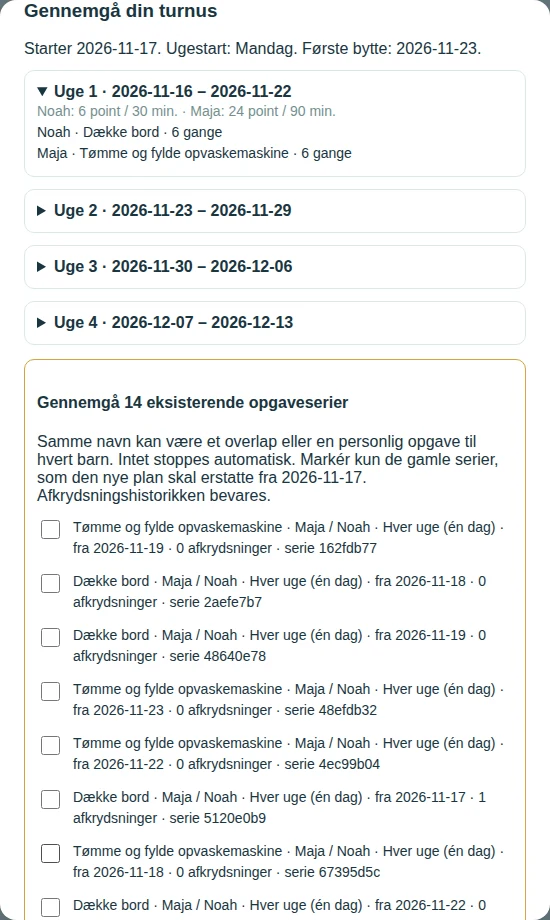 Gennemgå din turnus
Starter 2026-11-17. Ugestart: Mandag. Første bytte: 2026-11-23.
Uge 1 · 2026-11-16 – 2026-11-22
Noah: 6 point / 30 min. · Maja: 24 point / 90 min.
Noah · Dække bord · 6 gange
Maja · Tømme og fylde opvaskemaskine · 6 gange
Uge 2 · 2026-11-23 – 2026-11-29
Uge 3 · 2026-11-30 – 2026-12-06
Uge 4 · 2026-12-07 – 2026-12-13
Gennemgå 14 eksisterende opgaveserier
Samme navn kan være et overlap eller en personlig opgave til
hvert barn. Intet stoppes automatisk. Markér kun de gamle serier,
som den nye plan skal erstatte fra 2026-11-17.
Afkrydsningshistorikken bevares.
Tømme og fylde opvaskemaskine · Maja / Noah · Hver uge (én dag) ·
fra 2026-11-19 · 0 afkrydsninger · serie 162fdb77
Dække bord · Maja / Noah · Hver uge (én dag) · fra 2026-11-18 · 0
afkrydsninger · serie 2aefe7b7
Dække bord · Maja / Noah · Hver uge (én dag) · fra 2026-11-19 · 0
afkrydsninger · serie 48640e78
Tømme og fylde opvaskemaskine · Maja / Noah · Hver uge (én dag) ·
fra 2026-11-23 · 0 afkrydsninger · serie 48efdb32
Tømme og fylde opvaskemaskine · Maja / Noah · Hver uge (én dag) ·
fra 2026-11-22 · 0 afkrydsninger · serie 4ec99b04
Dække bord · Maja / Noah · Hver uge (én dag) · fra 2026-11-17 · 1
afkrydsninger · serie 5120e0b9
Tømme og fylde opvaskemaskine · Maja / Noah · Hver uge (én dag) ·
fra 2026-11-18 · 0 afkrydsninger · serie 67395d5c
Dække bord · Maja / Noah · Hver uge (én dag) · fra 2026-11-22 · 0